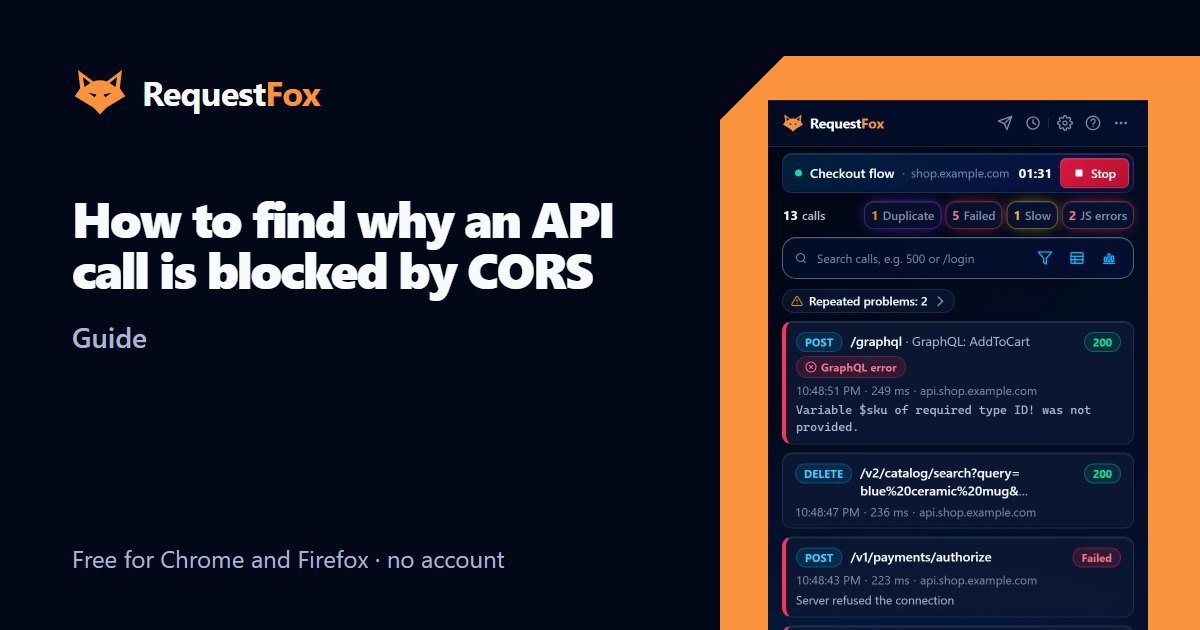 RequestFox
How to find why an API
call is blocked by CORS
Guide
Free for Chrome and Firefox · no account
RequestFox
Checkout flow · shop.example.com 01:31 Stop
13 calls 1 Duplicate 5 Failed 1 Slow 2 JS errors
Search calls, e.g. 500 or /login
Repeated problems: 2
POST /graphql · GraphQL: AddToCart 200
GraphQL error
10:48:51 PM · 249 ms · api.shop.example.com
Variable $sku of required type ID! was not
provided.
DELETE /v2/catalog/search?query= 200
blue%20ceramic%20mug&...
10:48:47 PM · 236 ms · api.shop.example.com
POST /v1/payments/authorize Failed
10:48:43 PM · 223 ms · api.shop.example.com
Server refused the connection